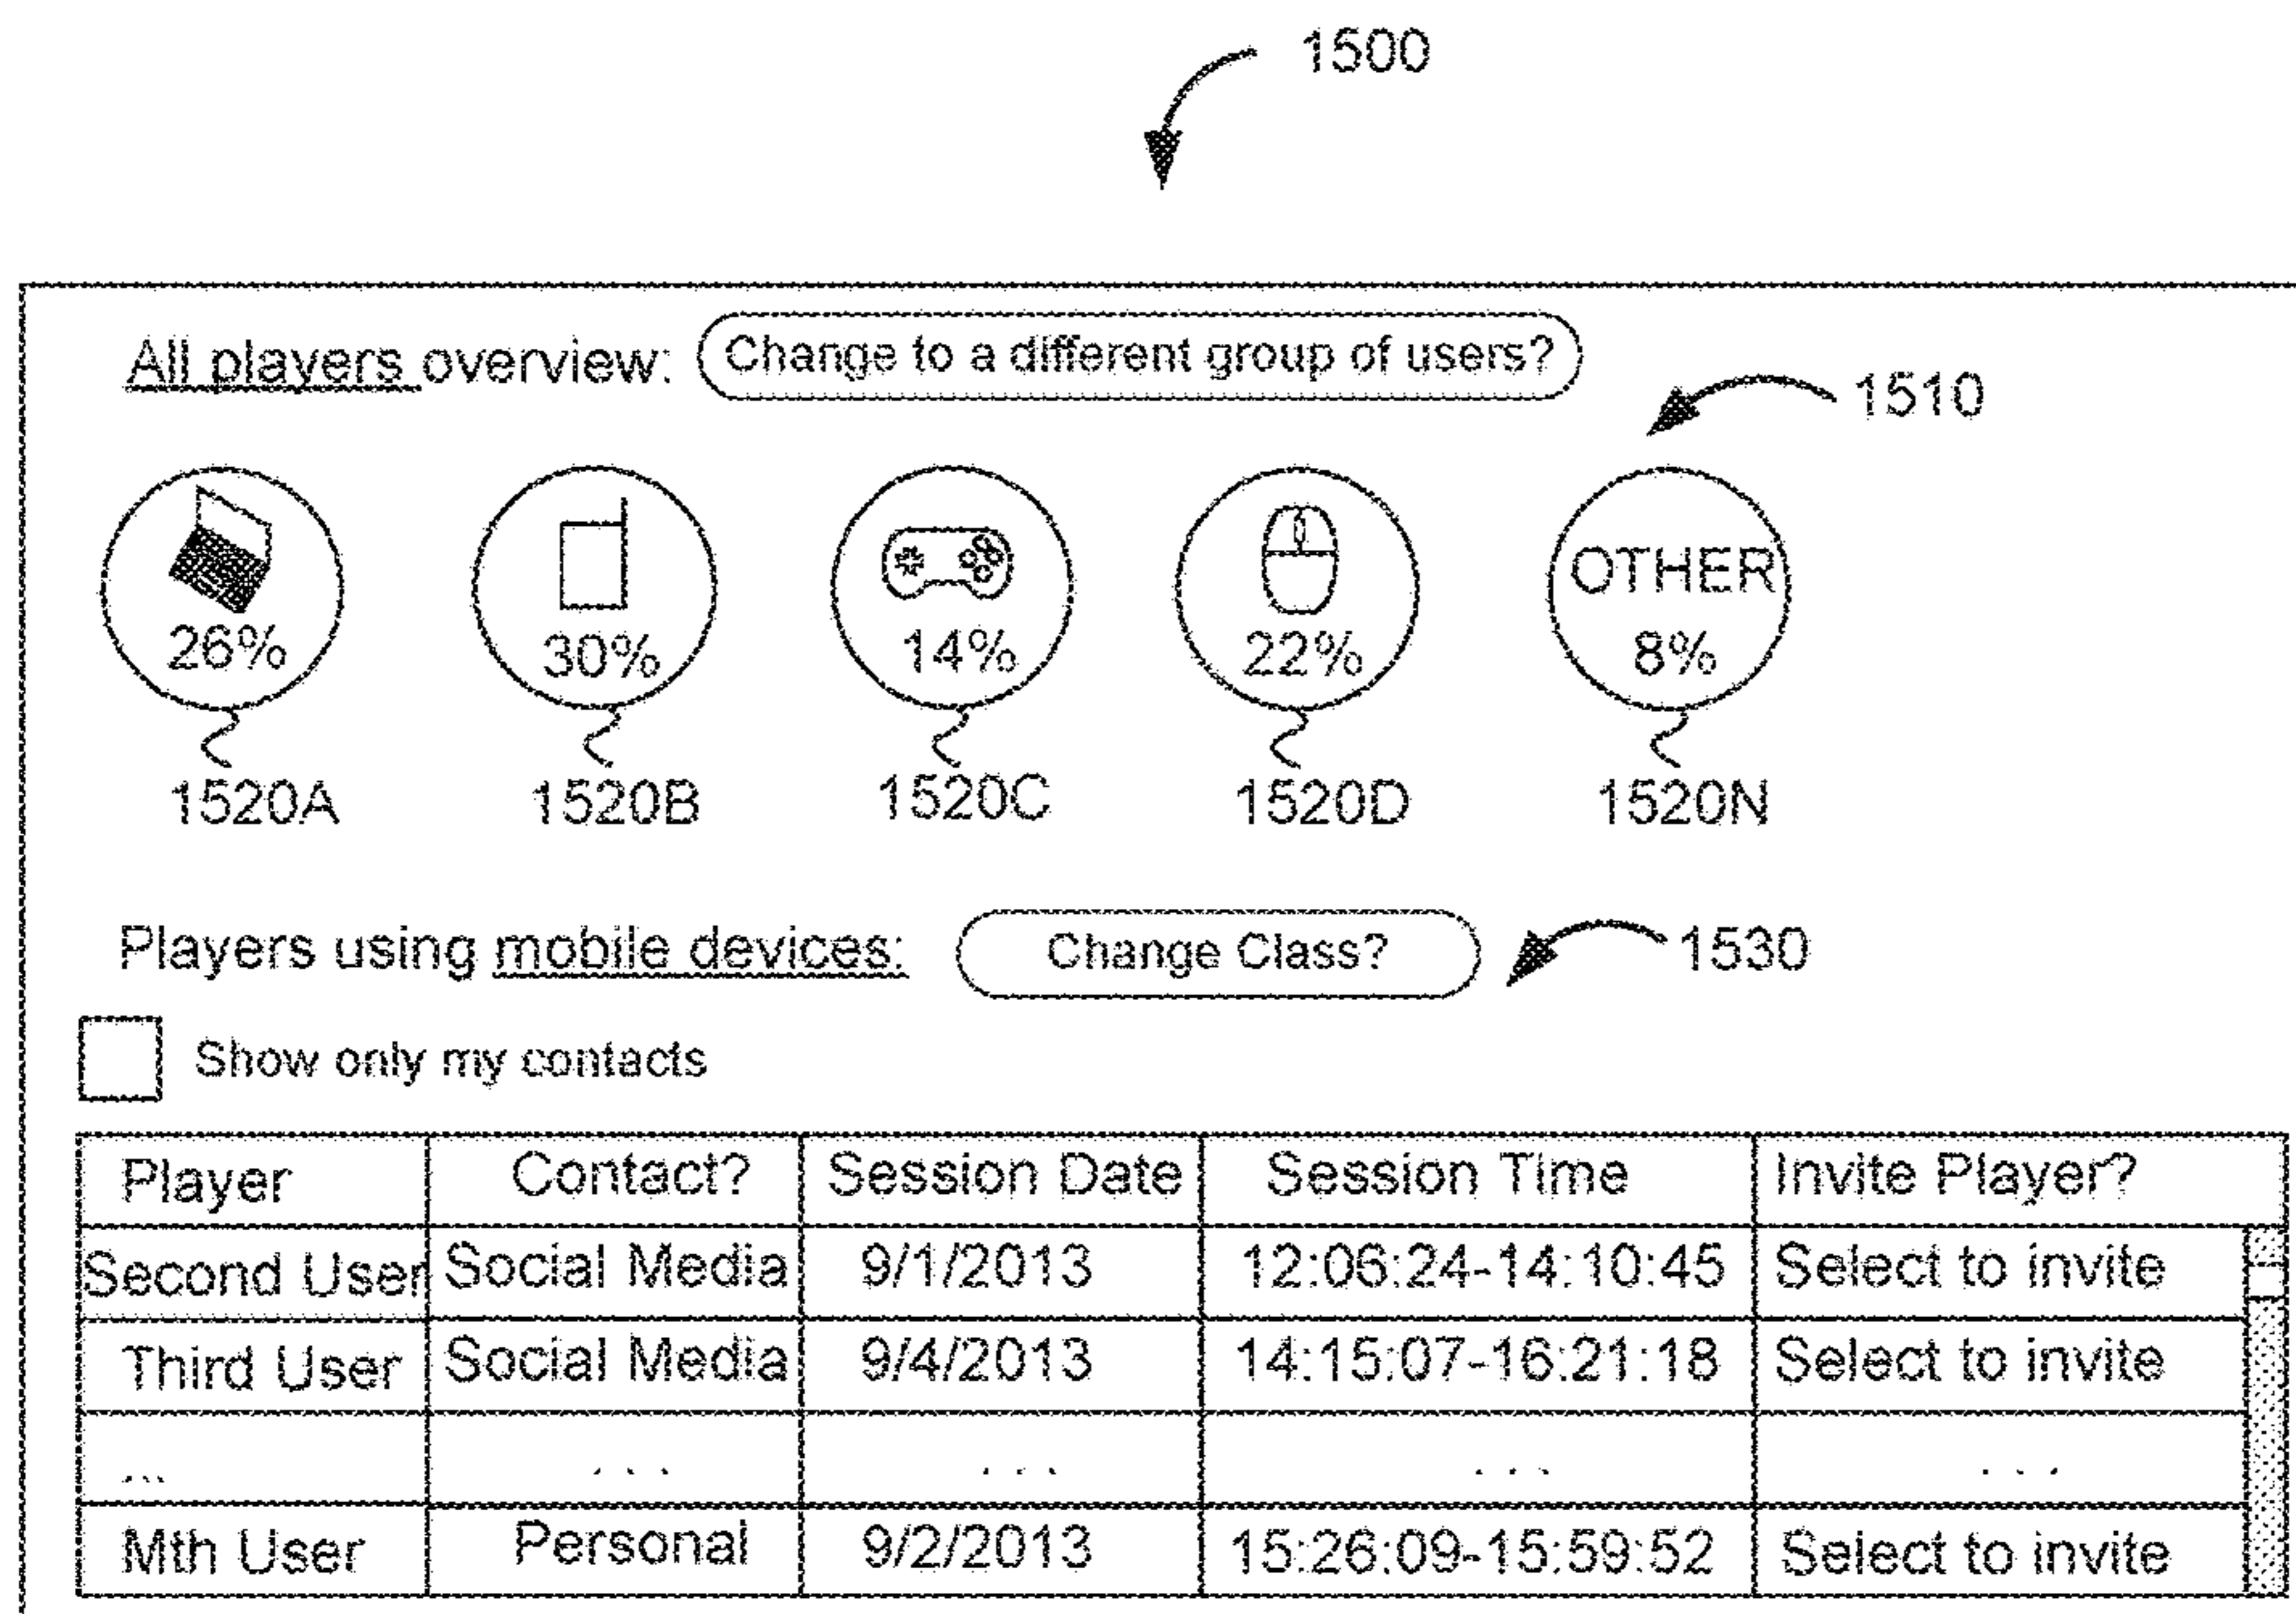 1500
All players overview: Change to a different group of users?
1510
OTHER
26% 30% 14% 22% 8%
1520A 1520B 1520C 1520D 1520N
Players using mobile devices: Change Class? 1530
Show only my contacts
Player Contact? Session Date Session Time Invite Player?
Second User Social Media 9/1/2013 12:06:24-14:10:45 Select to invite
Third User Social Media 9/4/2013 14:15:07-16:21:18 Select to invite
... ... ... ... ...
Mth User Personal 9/2/2013 15:26:09-15:59:52 Select to invite